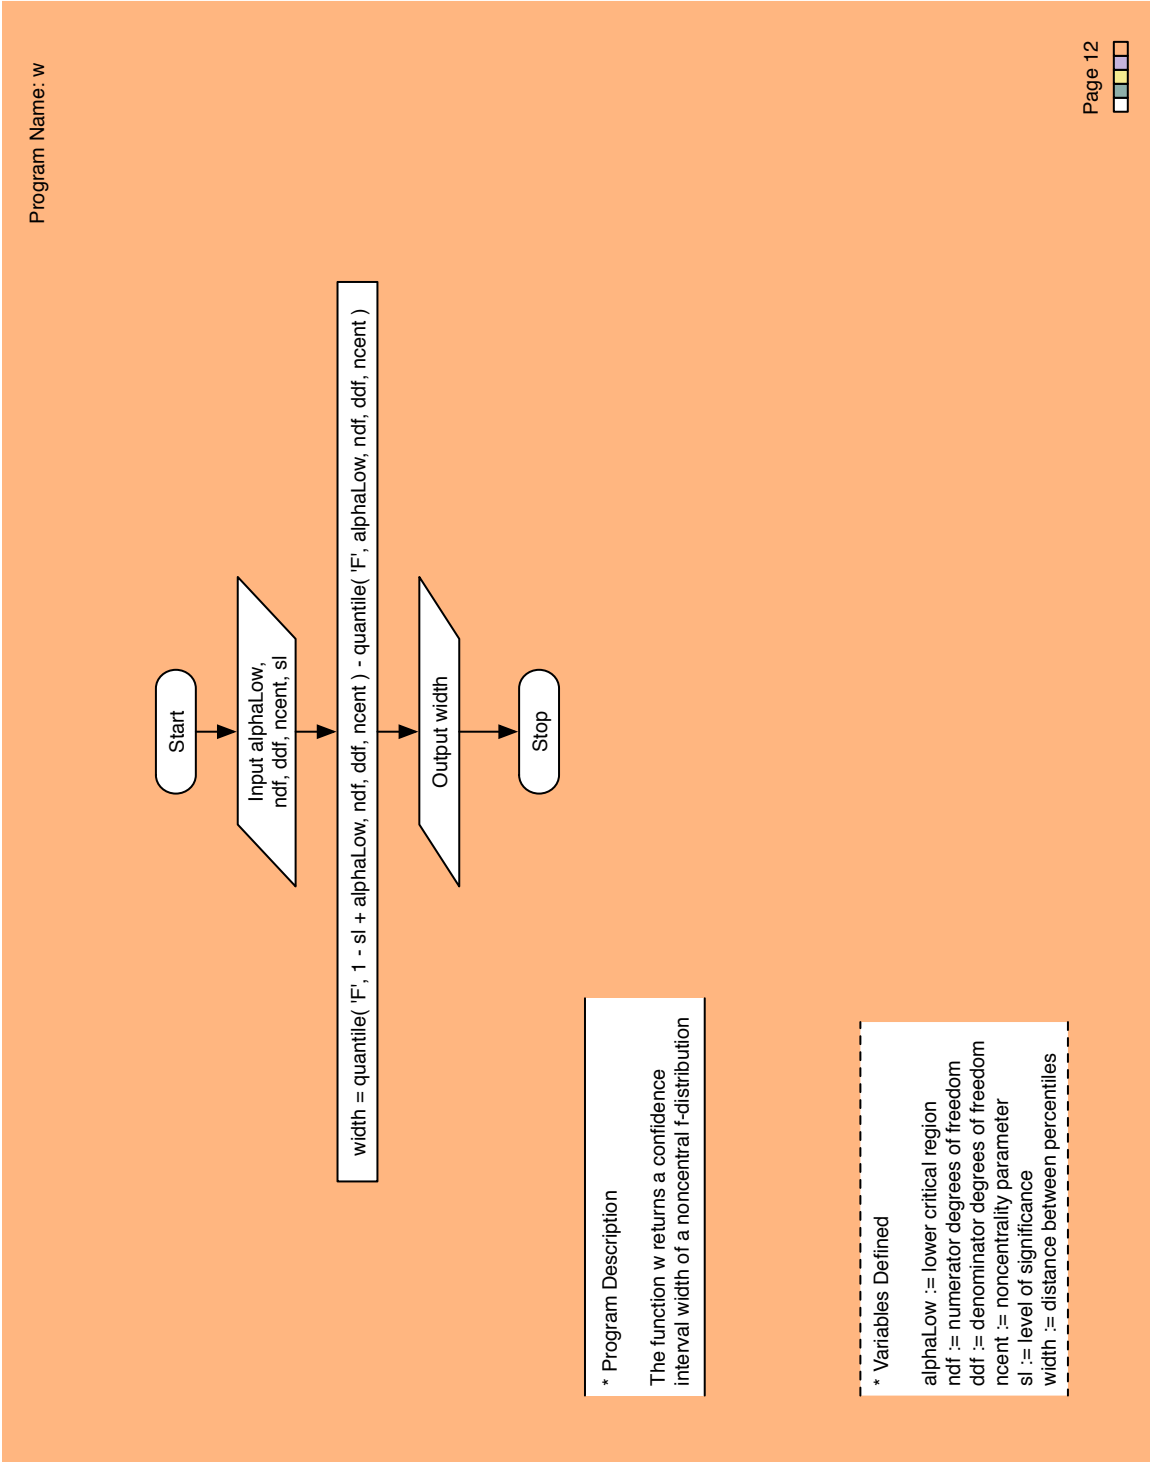 Program Name: w
Start
Input alphaLow,
ndf, ddf, ncent, sl
width = quantile( 'F', 1 - sl + alphaLow, ndf, ddf, ncent ) - quantile( 'F', alphaLow, ndf, ddf, ncent )
Output width
Stop
* Program Description
The function w returns a confidence
interval width of a noncentral f-distribution
* Variables Defined
alphaLow := lower critical region
ndf := numerator degrees of freedom
ddf := denominator degrees of freedom
ncent := noncentrality parameter
sl := level of significance
width := distance between percentiles
Page 12